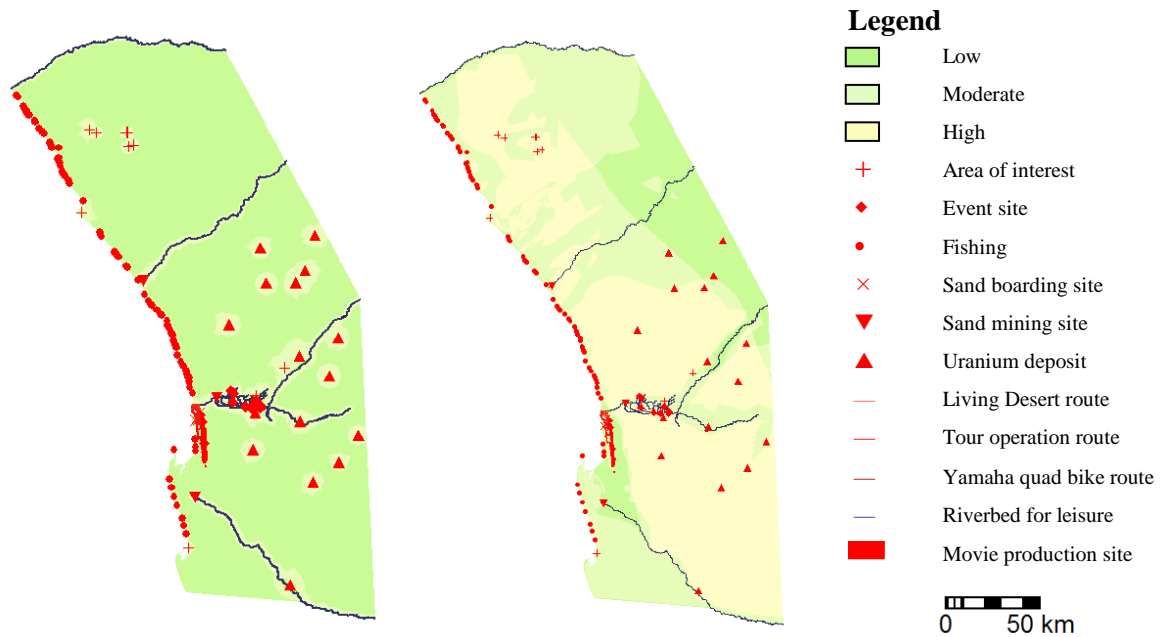 Legend
Low
Moderate
High
Area of interest
Event site
Fishing
Sand boarding site
Sand mining site
Uranium deposit
Living Desert route
Tour operation route
Yamaha quad bike route
Riverbed for leisure
Movie production site
0 50 km